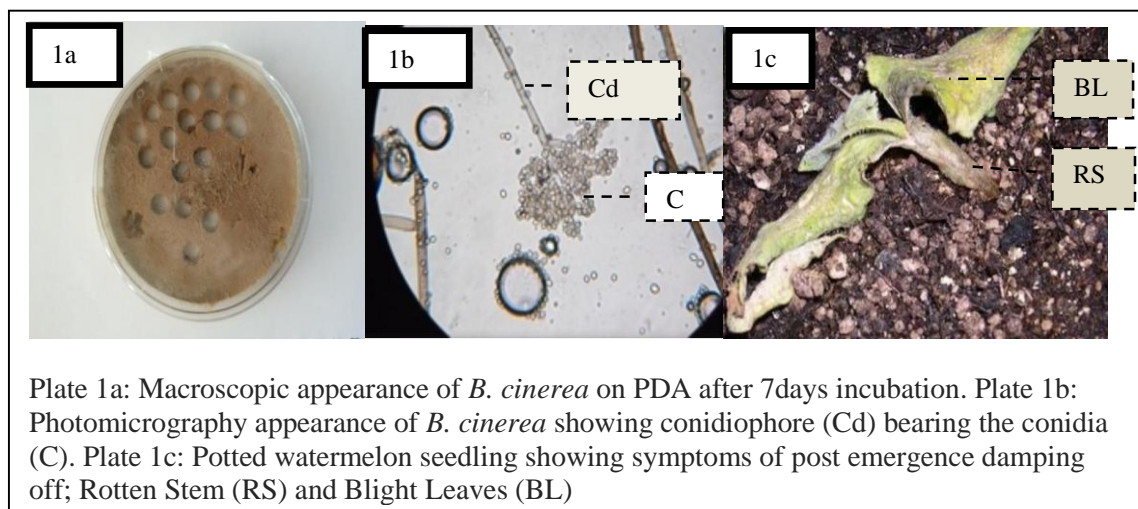 1a
1b
1c
Cd
C
BL
RS
Plate 1a: Macroscopic appearance of B. cinerea on PDA after 7days incubation. Plate 1b:
Photomicrography appearance of B. cinerea showing conidiophore (Cd) bearing the conidia
(C). Plate 1c: Potted watermelon seedling showing symptoms of post emergence damping
off; Rotten Stem (RS) and Blight Leaves (BL)